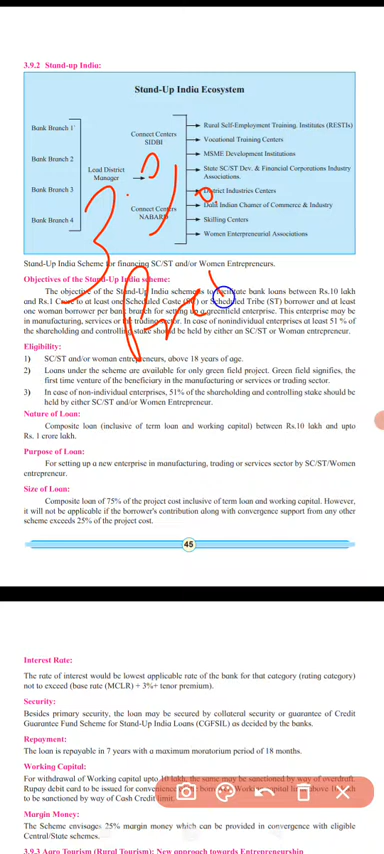 3.9.2 Stand-up India:
Stand-Up India Ecosystem
Bank Branch 1
Bank Branch 2
Bank Branch 3
Bank Branch 4
Lead District
Manager
Connect Centers
SIDBI
Connect Centers
NABARD
Rural Self-Employment Training. Institutes (RESTIs)
Vocational Training Centers
MSME Development Institutions
State SC/ST Dev. & Financial Corporations Industry
Associations.
District Industries Centers
Dalit Indian Chamer of Commerce & Industry
Skilling Centers
Women Enterpreneurial Associations
Stand-Up India Scheme for financing SC/ST and/or Women Entrepreneurs.
Objectives of the Stand-Up India scheme:
The objective of the Stand-Up India scheme is to facilitate bank loans between Rs.10 lakh
and Rs.1 Crore to at least one Scheduled Caste (SC) or Scheduled Tribe (ST) borrower and at least
one woman borrower per bank branch for setting up a greenfield enterprise. This enterprise may be
in manufacturing, services or the trading sector. In case of nonindividual enterprises at least 51 % of
the shareholding and controlling stake should be held by either an SC/ST or Woman entrepreneur.
Eligibility:
1) SC/ST and/or women entrepreneurs, above 18 years of age.
2) Loans under the scheme are available for only green field project. Green field signifies, the
first time venture of the beneficiary in the manufacturing or services or trading sector.
3) In case of non-individual enterprises, 51% of the shareholding and controlling stake should be
held by either SC/ST and/or Women Entrepreneur.
Nature of Loan:
Composite loan (inclusive of term loan and working capital) between Rs.10 lakh and upto
Rs. 1 crore lakh.
Purpose of Loan:
For setting up a new enterprise in manufacturing, trading or services sector by SC/ST/Women
entrepreneur.
Size of Loan:
Composite loan of 75% of the project cost inclusive of term loan and working capital. However,
it will not be applicable if the borrower's contribution along with convergence support from any other
scheme exceeds 25% of the project cost.
45
Interest Rate:
The rate of interest would be lowest applicable rate of the bank for that category (rating category)
not to exceed (base rate (MCLR) + 3%+ tenor premium).
Security:
Besides primary security, the loan may be secured by collateral security or guarantee of Credit
Guarantee Fund Scheme for Stand-Up India Loans (CGFSIL) as decided by the banks.
Repayment:
The loan is repayable in 7 years with a maximum moratorium period of 18 months.
Working Capital:
For withdrawal of Working capital upto 10 lakh, the same may be sanctioned by way of overdraft.
Rupay debit card to be issued for convenience
to be sanctioned by way of Cash Credit limit.
Margin Money:
The Scheme envisages 25% margin money which can be provided in convergence with eligible
Central/State schemes.
3.9.3 Agro Tourism (Rural Tourism): New approach towards Entrepreneurship